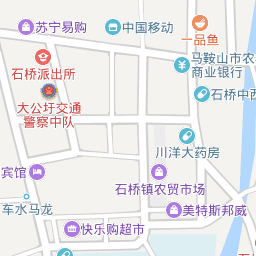 苏宁易购
中国移动
一品鱼
石桥派出所
马鞍山市农
商业银行
大公圩交通
警察中队
石桥中西
川洋大药房
宾馆
石桥镇农贸市场
车水马龙
美特斯邦威
快乐购超市